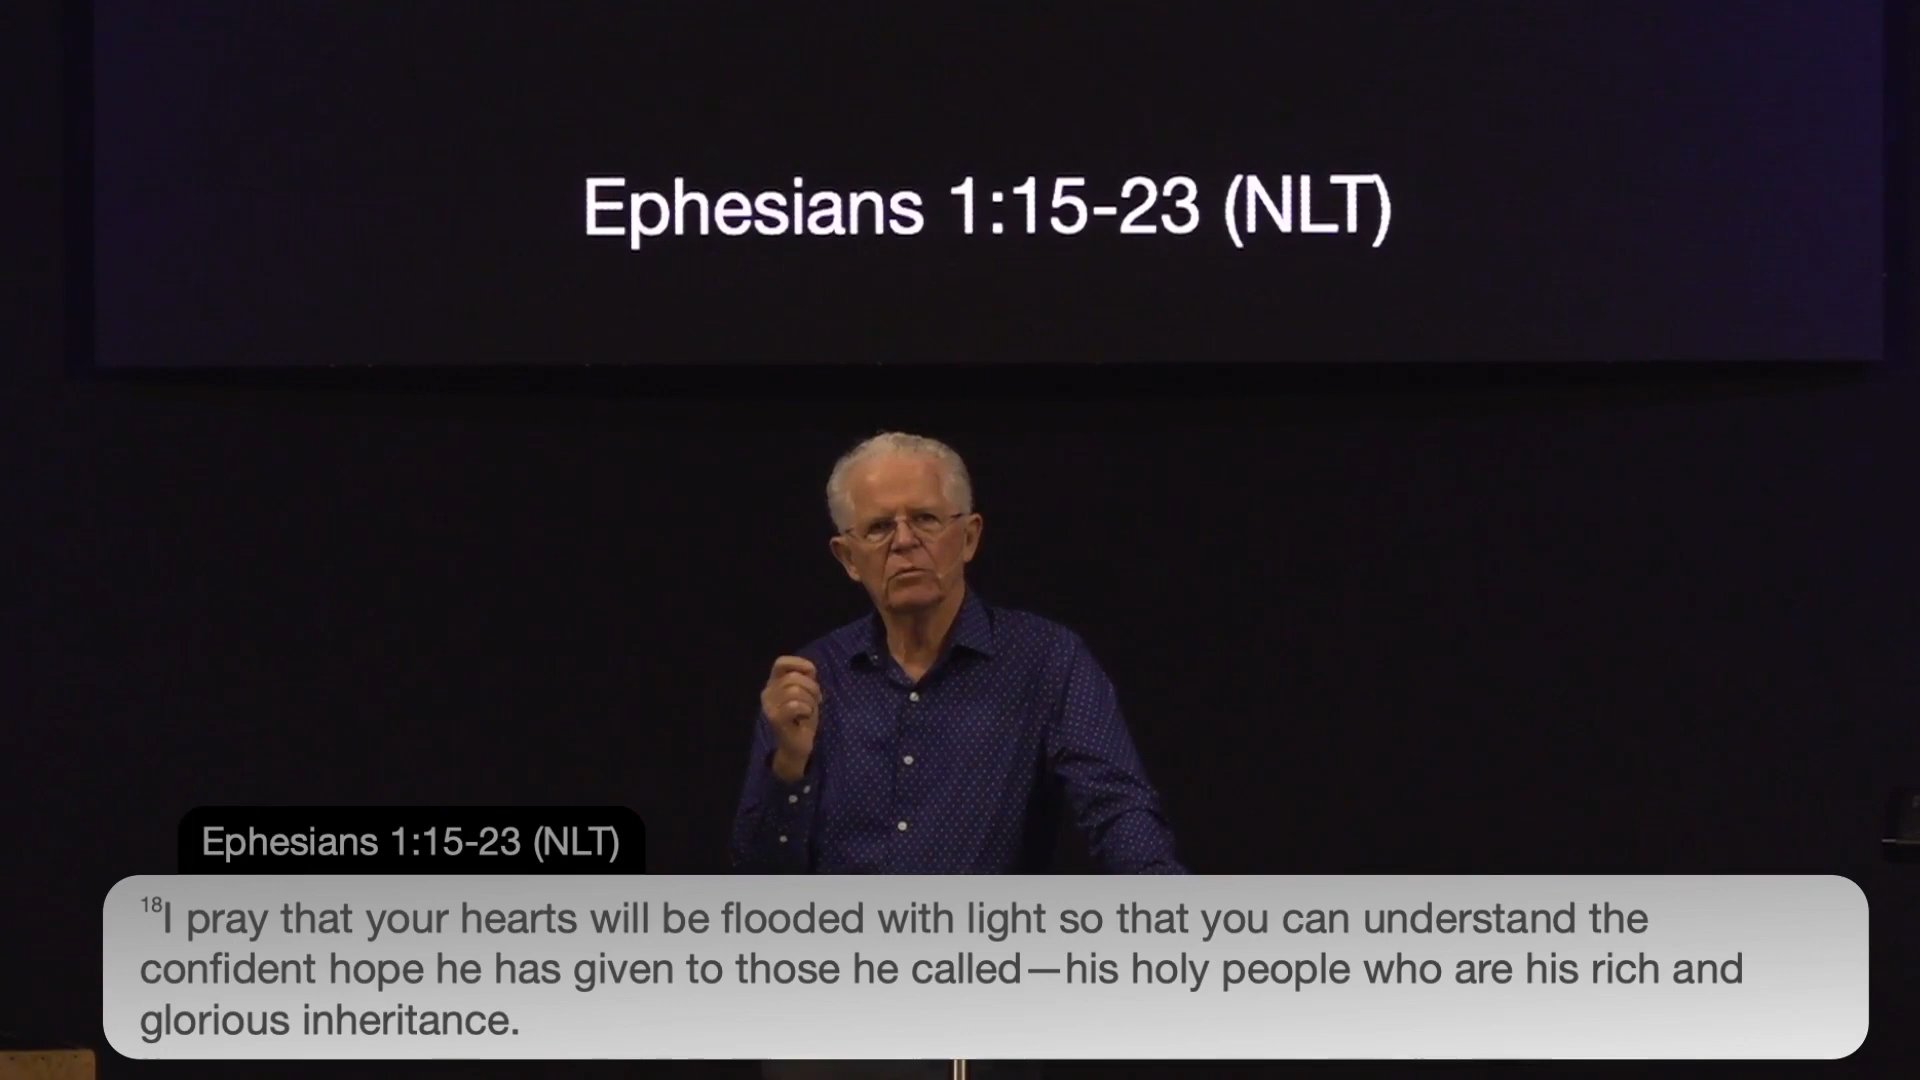 Ephesians 1:15-23 (NLT)
Ephesians 1:15-23 (NLT)
18I pray that your hearts will be flooded with light so that you can understand the
confident hope he has given to those he called—his holy people who are his rich and
glorious inheritance.